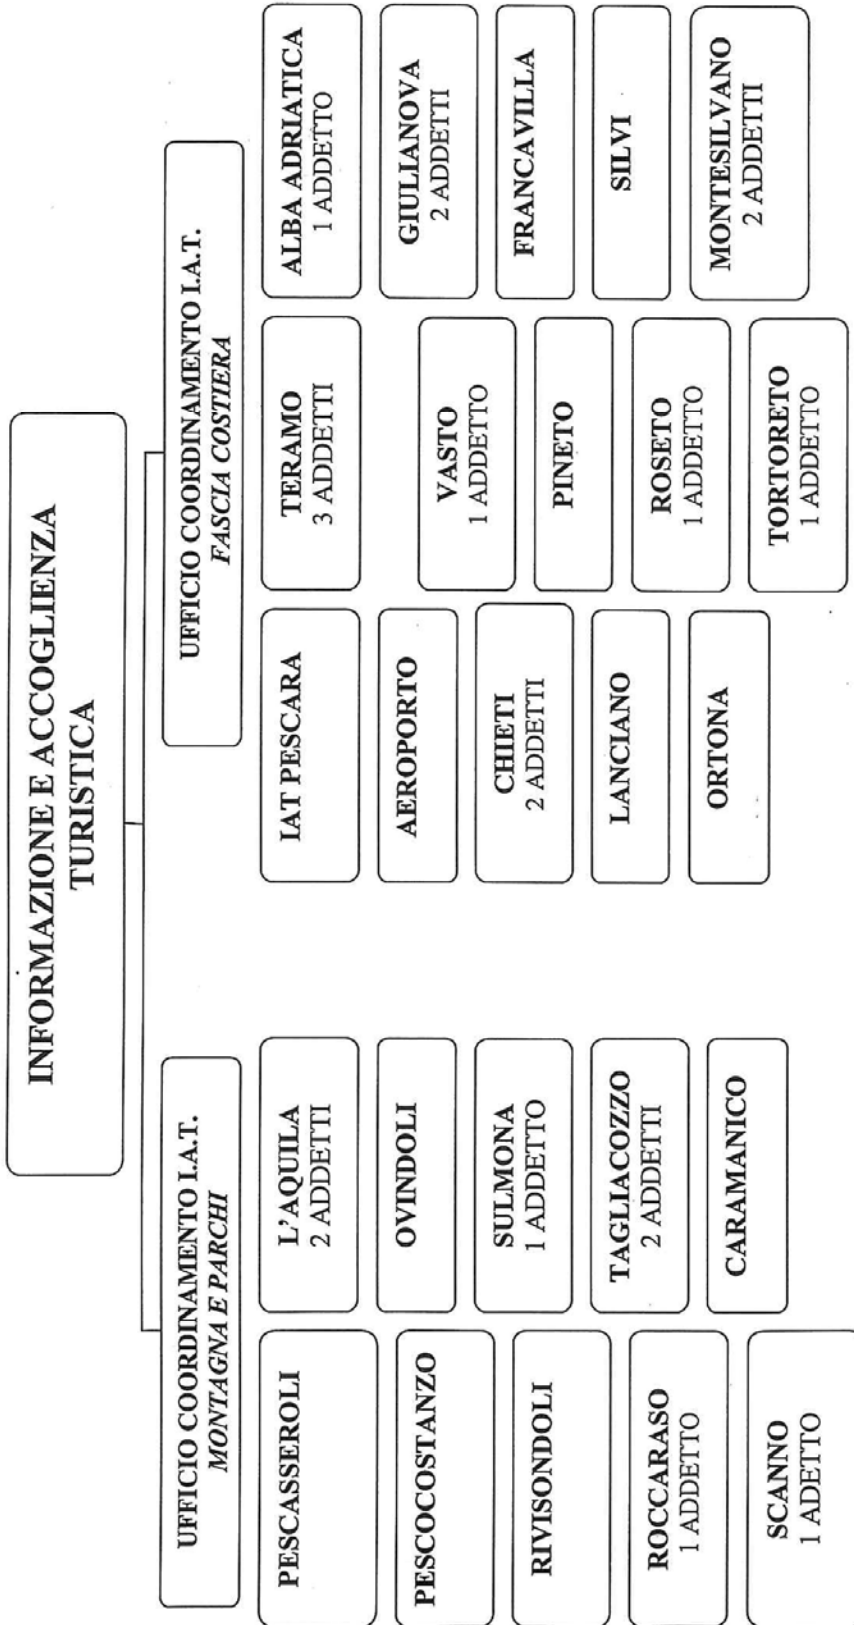 INFORMAZIONE E ACCOGLIENZA
TURISTICA
UFFICIO COORDINAMENTO I.A.T.
MONTAGNA E PARCHI
PESCASSEROLI
PESCOCOSTANZO
RIVISONDOLI
ROCCARASO
1 ADDETTO
SCANNO
1 ADETTO
L'AQUILA
2 ADDETTI
OVINDOLI
SULMONA
1 ADDETTO
TAGLIACOZZO
2 ADDETTI
CARAMANICO
UFFICIO COORDINAMENTO I.A.T.
FASCIA COSTIERA
IAT PESCARA
AEROPORTO
CHIETI
2 ADDETTI
LANCIANO
ORTONA
TERAMO
3 ADDETTI
VASTO
1 ADDETTO
PINETO
ROSETO
1 ADDETTO
TORTORETO
1 ADDETTO
ALBA ADRIATICA
1 ADDETTO
GIULIANOVA
2 ADDETTI
FRANCAVILLA
SILVI
MONTESILVANO
2 ADDETTI